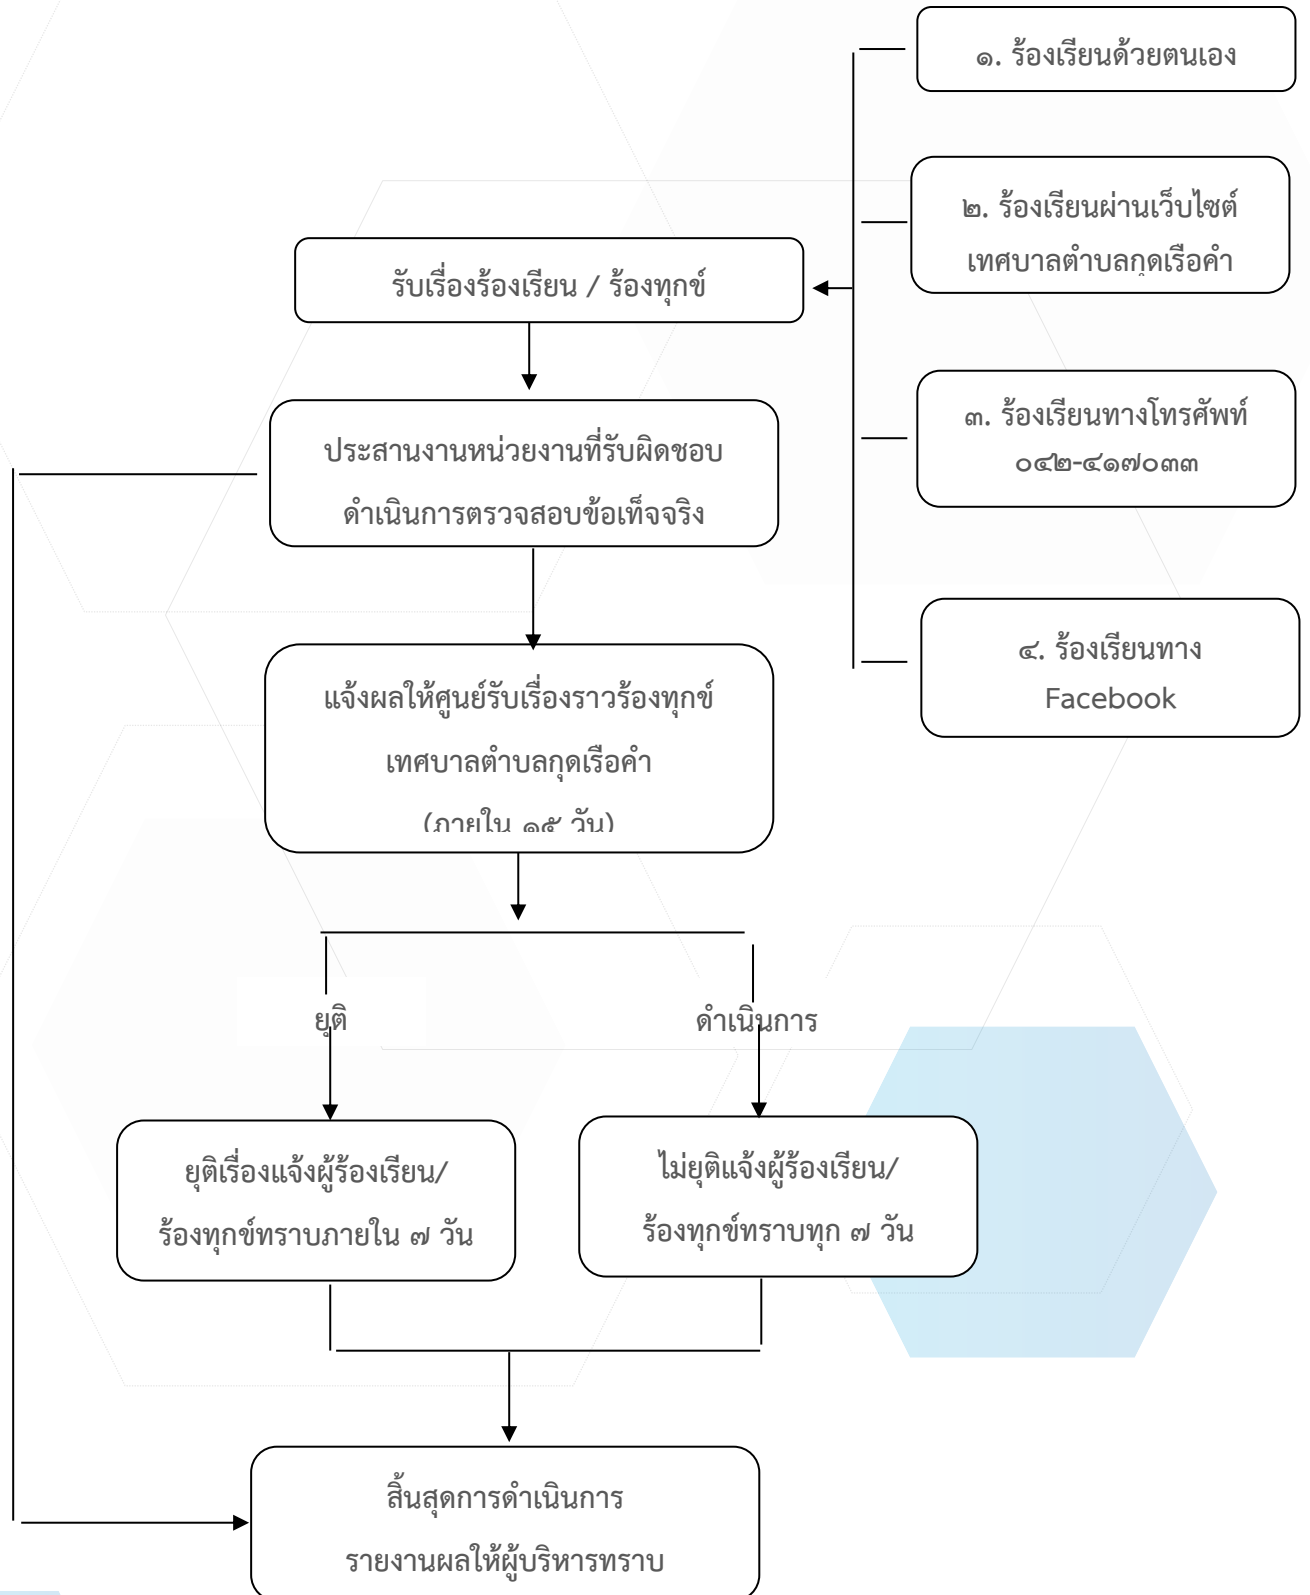 ๑. ร้องเรียนด้วยตนเอง
๒. ร้องเรียนผ่านเว็บไซต์
เทศบาลตำบลกุดเรือคำ
รับเรื่องร้องเรียน / ร้องทุกข์
๓. ร้องเรียนทางโทรศัพท์
๐๔๒-๔๑๗๐๓๓
ประสานงานหน่วยงานที่รับผิดชอบ
ดำเนินการตรวจสอบข้อเท็จจริง
๔. ร้องเรียนทาง
Facebook
แจ้งผลให้ศูนย์รับเรื่องราวร้องทุกข์
เทศบาลตำบลกุดเรือคำ
(ภายใน ๑๕ วัน)
ยุติ
ดำเนินการ
ยุติเรื่องแจ้งผู้ร้องเรียน/
ร้องทุกข์ทราบภายใน ๗ วัน
ไม่ยุติแจ้งผู้ร้องเรียน/
ร้องทุกข์ทราบทุก ๗ วัน
สิ้นสุดการดำเนินการ
รายงานผลให้ผู้บริหารทราบ